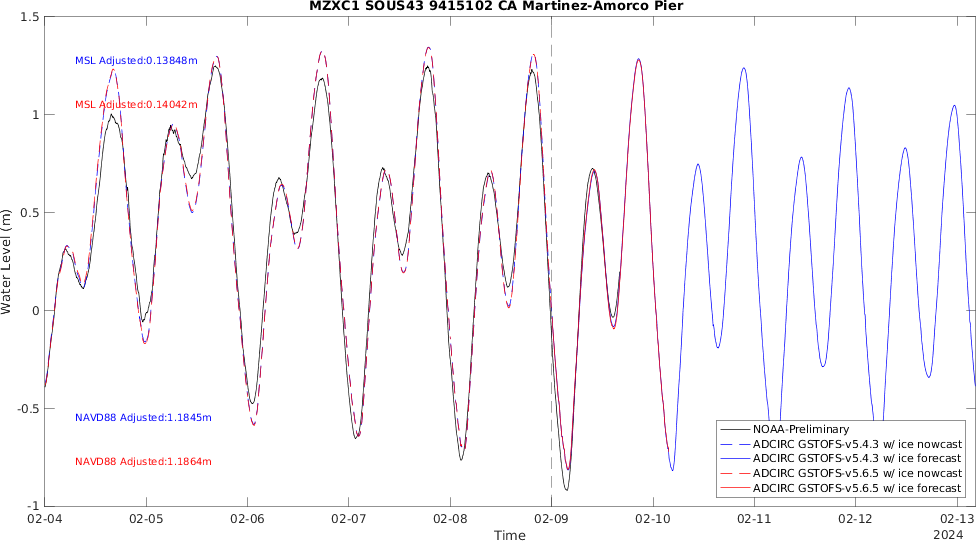 MZXC1 SOUS43 9415102 CA Martinez-Amorco Pier
1.5
1
0.5
0
-0.5
-1
Water Level (m)
MSL Adjusted:0.13848m
MSL Adjusted:0.14042m
NAVD88 Adjusted:1.1845m
NAVD88 Adjusted:1.1864m
NOAA-Preliminary
ADCIRC GSTOFS-v5.4.3 w/ ice nowcast
ADCIRC GSTOFS-v5.4.3 w/ ice forecast
ADCIRC GSTOFS-v5.6.5 w/ ice nowcast
ADCIRC GSTOFS-v5.6.5 w/ ice forecast
02-04 02-05 02-06 02-07 02-08 02-09 02-10 02-11 02-12 02-13
Time
2024